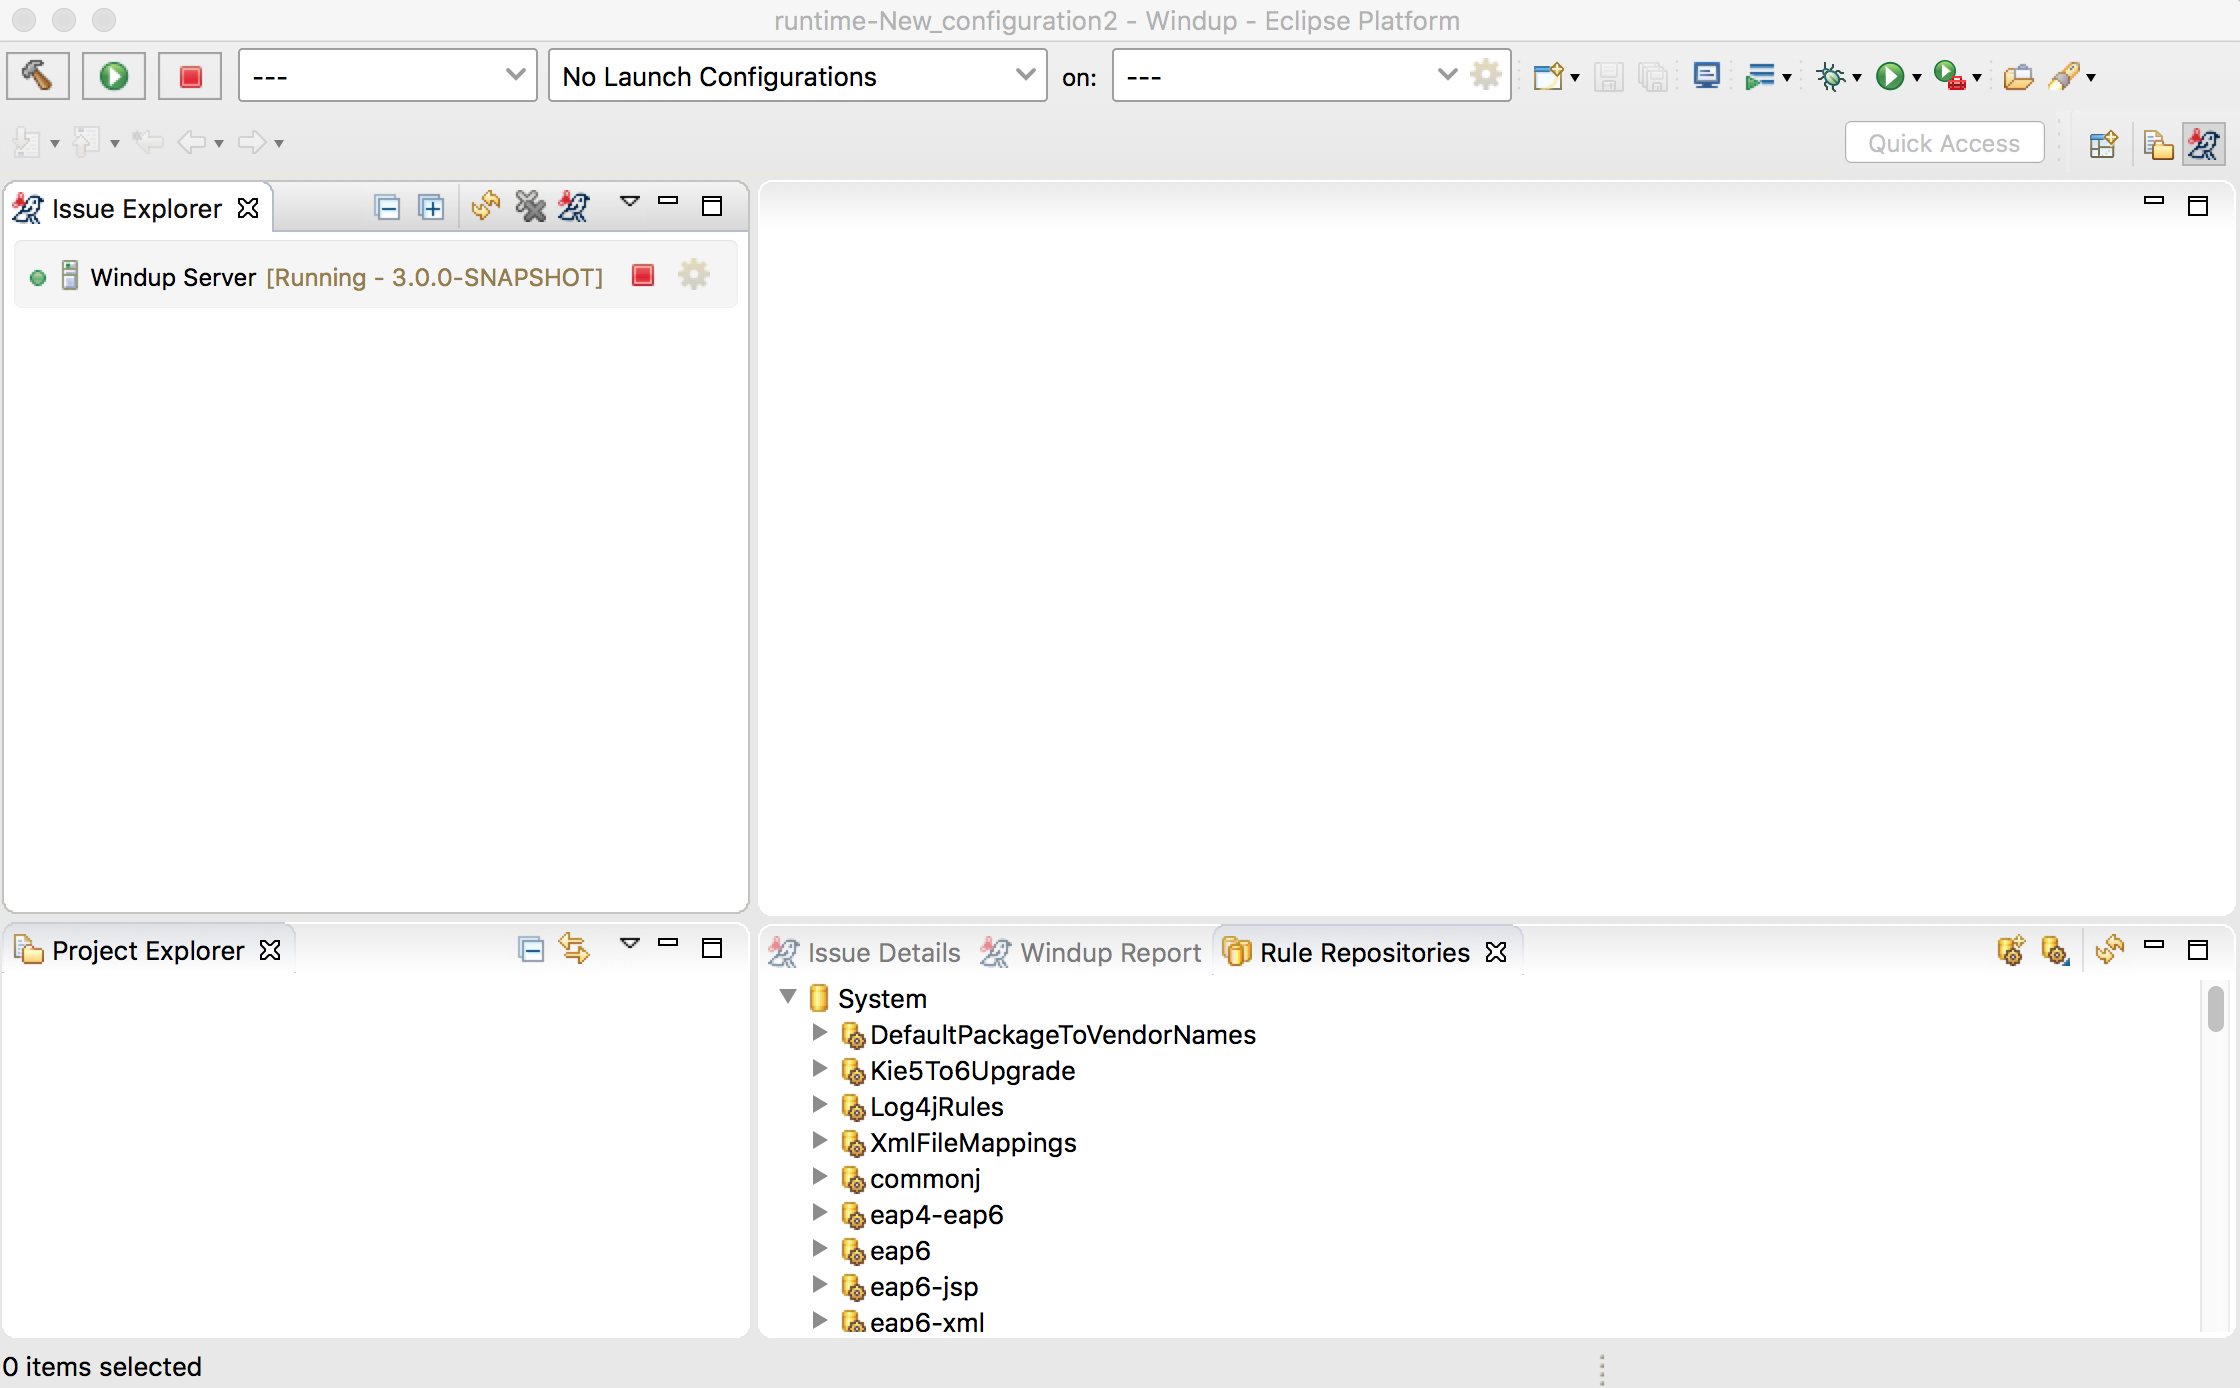 runtime-New_configuration2 - Windup - Eclipse Platform
---
No Launch Configurations
on:
---
Quick Access
Issue Explorer
Windup Server [Running - 3.0.0-SNAPSHOT]
Project Explorer
Issue Details
Windup Report
Rule Repositories
System
DefaultPackageToVendorNames
Kie5To6Upgrade
Log4jRules
XmlFileMappings
commonj
eap4-eap6
eap6
eap6-jsp
eap6-xml
0 items selected